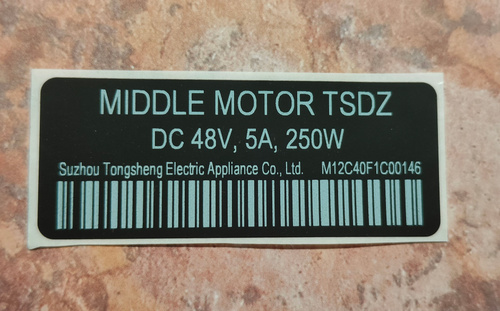 MIDDLE MOTOR TSDZ
DC 48V, 5A, 250W
Suzhou Tongsheng Electric Appliance Co., Ltd. M12C40F1C00146